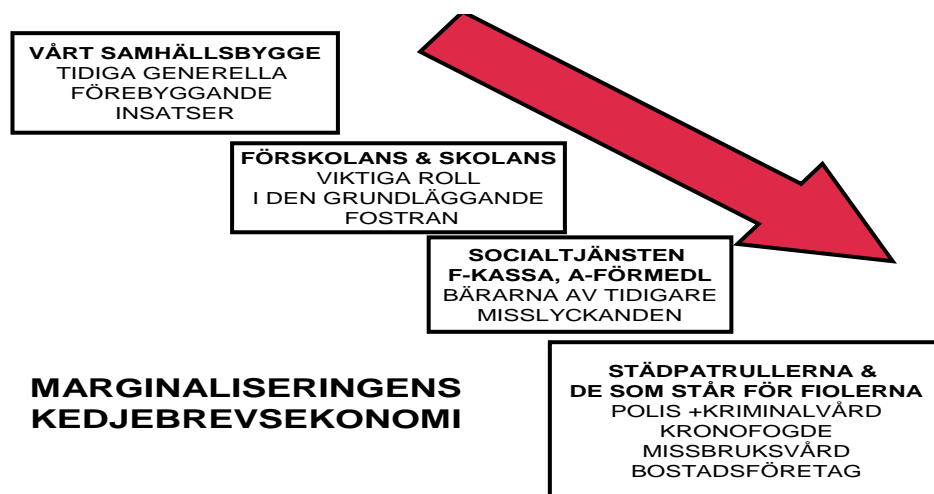 VÅRT SAMHÄLLSBYGGE
TIDIGA GENERELLA
FÖREBYGGANDE
INSATSER
FÖRSKOLANS & SKOLANS
VIKTIGA ROLL
I DEN GRUNDLÄGGANDE
FOSTRAN
SOCIALTJÄNSTEN
F-KASSA, A-FÖRMEDL
BÄRARNA AV TIDIGARE
MISSLYCKANDEN
STÄDPATRULLERNA &
DE SOM STÅR FÖR FIOLERNA
POLIS +KRIMINALVÅRD
KRONOFOGDE
MISSBRUKSVÅRD
BOSTADSFÖRETAG
MARGINALISERINGENS
KEDJEBREVSEKONOMI